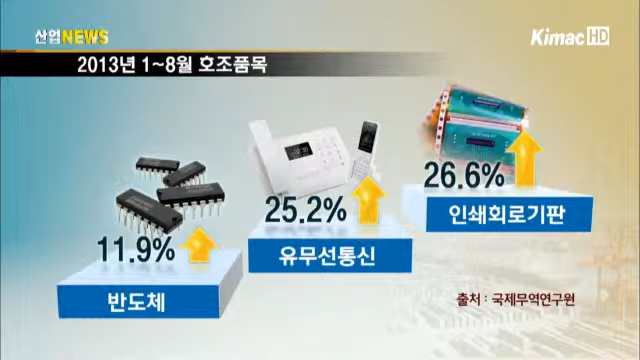 산업NEWS
Kimac HD
2013년 1~8월 호조품목
11.9%
반도체
25.2%
유무선통신
26.6%
인쇄회로기판
출처 : 국제무역연구원